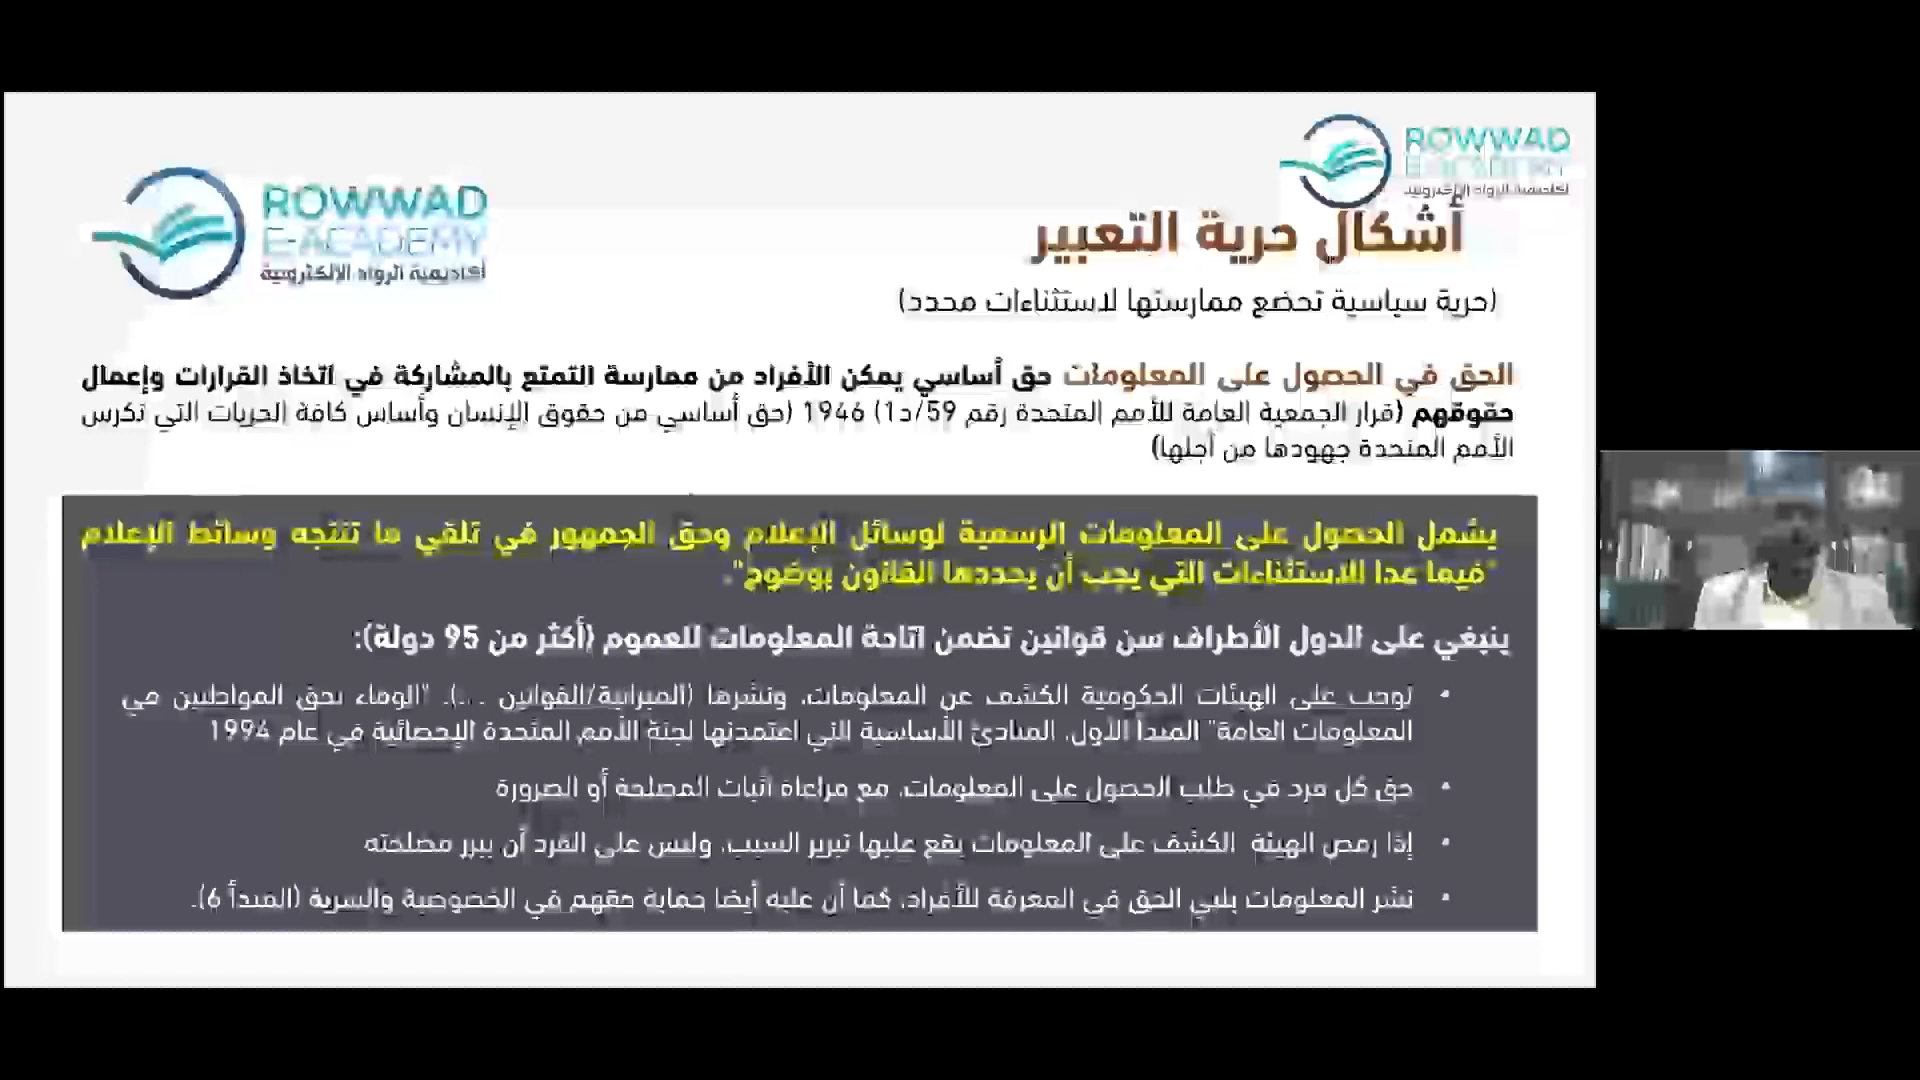 ROWWAD
E-ACADEMY
أكاديمية الرواد الإلكترونية
ROWWAD
E-ACADEMY
أكاديمية الرواد الإلكترونية
أشكال حرية التعبير
(حرية سياسية تخضع ممارستها لاستثناءات محدد)
الحق في الحصول على المعلومات حق أساسي يمكن الأفراد من ممارسة التمتع بالمشاركة في اتخاذ القرارات وإعمال
حقوقهم (قرار الجمعية العامة للأمم المتحدة رقم 59/د1) 1946 (حق أساسي من حقوق الإنسان وأساس كافة الحريات التي تكرس
الأمم المتحدة جهودها من أجلها)
يشمل الحصول على المعلومات الرسمية لوسائل الإعلام وحق الجمهور في تلقي ما تنتجه وسائط الإعلام
"فيما عدا الاستثناءات التي يجب أن يحددها القانون بوضوح".
ينبغي على الدول الأطراف سن قوانين تضمن اتاحة المعلومات للعموم (أكثر من 95 دولة):
• توجب على الهيئات الحكومية الكشف عن المعلومات، ونشرها (الميزانية/القوانين ...). "الوفاء بحق المواطنين في
المعلومات العامة" المبدأ الأول، المبادئ الأساسية التي اعتمدتها لجنة الأمم المتحدة الإحصائية في عام 1994
• حق كل فرد في طلب الحصول على المعلومات، مع مراعاة اثبات المصلحة أو الضرورة
• إذا رفض الهيئة الكشف على المعلومات يقع عليها تبرير السبب، وليس على الفرد أن يبرر مصلحته
• نشر المعلومات يلبي الحق في المعرفة للأفراد، كما أن عليه أيضا حماية حقهم في الخصوصية والسرية (المبدأ 6).